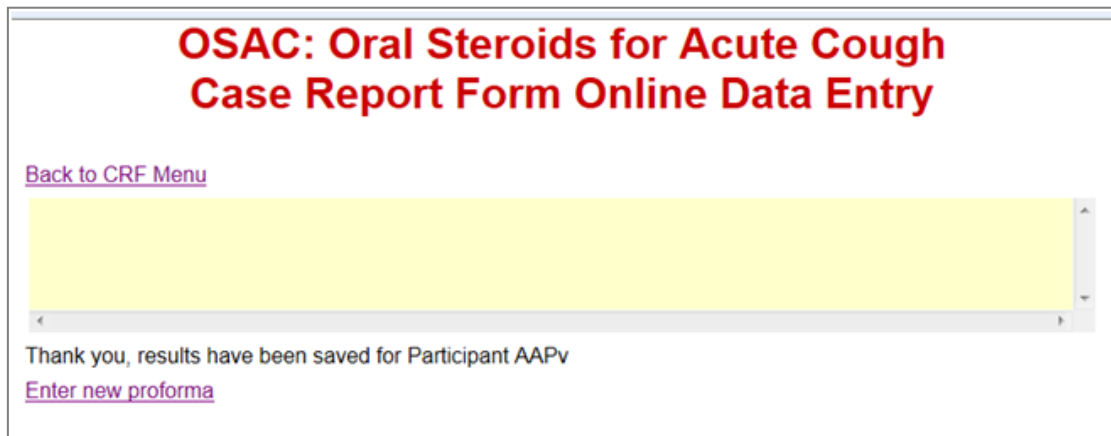 OSAC: Oral Steroids for Acute Cough
Case Report Form Online Data Entry
Back to CRF Menu
Thank you, results have been saved for Participant AAPv
Enter new proforma